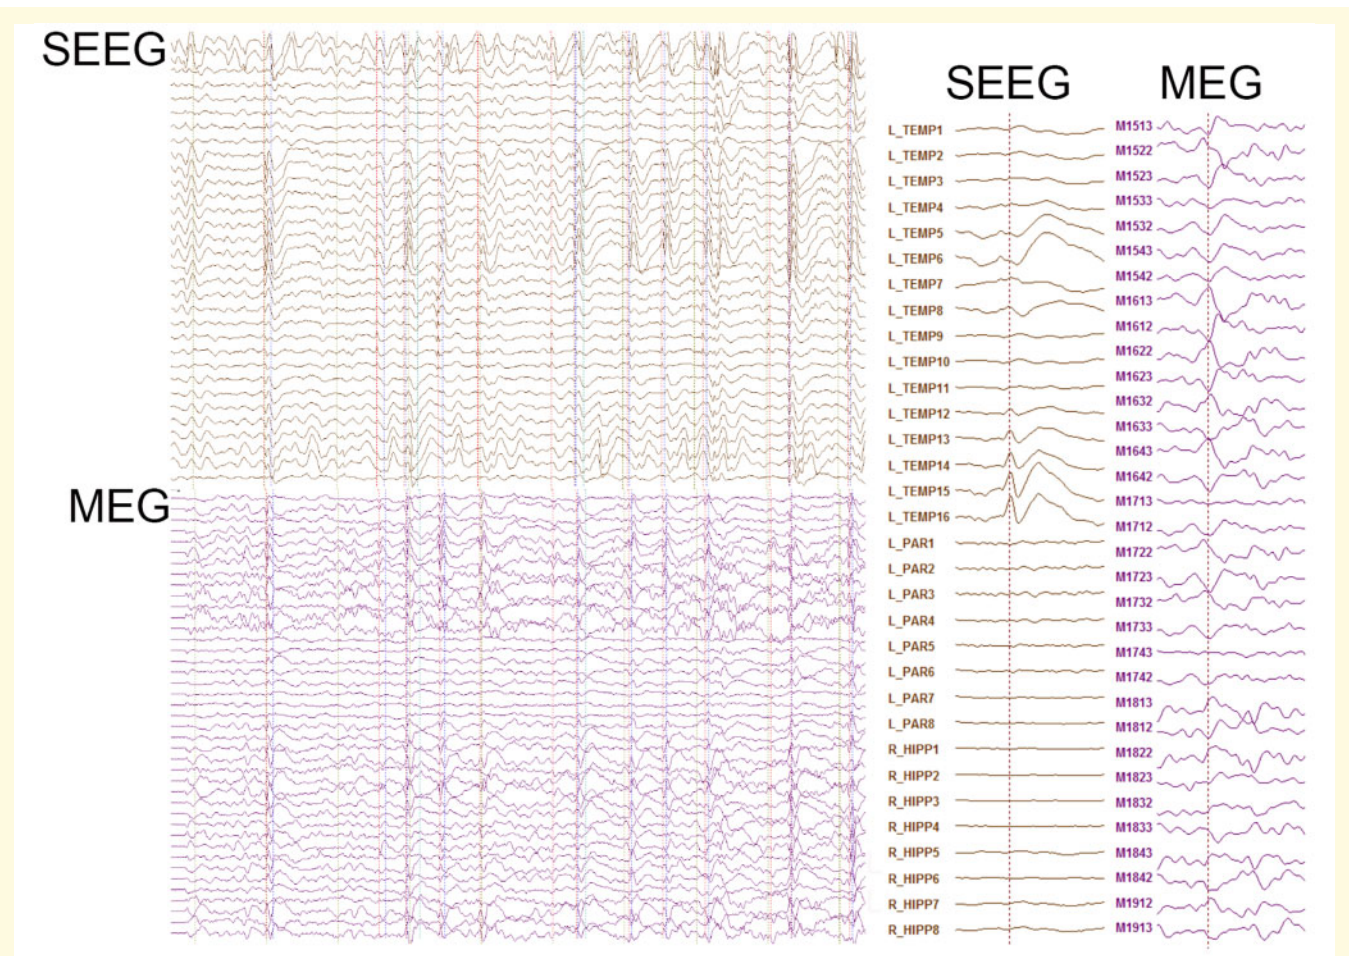 SEEG
MEG
SEEG
L_TEMP1
L_TEMP2
L_TEMP3
L_TEMP4
L_TEMP5
L_TEMP6
L_TEMP7
L_TEMP8
L_TEMP9
L_TEMP10
L_TEMP11
L_TEMP12
L_TEMP13
L_TEMP14
L_TEMP15
L_TEMP16
L_PAR1
L_PAR2
L_PAR3
L_PAR4
L_PAR5
L_PAR6
L_PAR7
L_PAR8
R_HIPP1
R_HIPP2
R_HIPP3
R_HIPP4
R_HIPP5
R_HIPP6
R_HIPP7
R_HIPP8
MEG
M1513
M1522
M1523
M1533
M1532
M1543
M1542
M1613
M1612
M1622
M1623
M1632
M1633
M1643
M1642
M1713
M1712
M1722
M1723
M1732
M1733
M1743
M1742
M1813
M1812
M1822
M1823
M1832
M1833
M1843
M1842
M1912
M1913